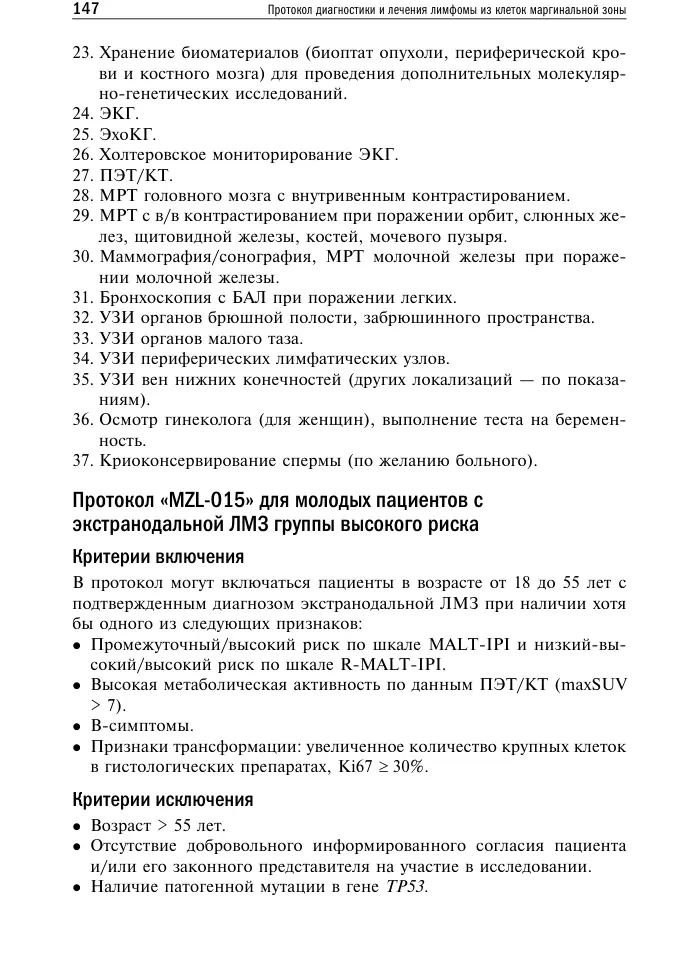 147
Протокол диагностики и лечения лимфомы из клеток маргинальной зоны
23. Хранение биоматериалов (биоптат опухоли, периферической кро-
ви и костного мозга) для проведения дополнительных молекуляр-
но-генетических исследований.
24. ЭКГ.
25. ЭхоКГ.
26. Холтеровское мониторирование ЭКГ.
27. ПЭТ/КТ.
28. МРТ головного мозга с внутривенным контрастированием.
29. МРТ с в/в контрастированием при поражении орбит, слюнных же-
лез, щитовидной железы, костей, мочевого пузыря.
30. Маммография/сонография, МРТ молочной железы при пораже-
нии молочной железы.
31. Бронхоскопия с БАЛ при поражении легких.
32. УЗИ органов брюшной полости, забрюшинного пространства.
33. УЗИ органов малого таза.
34. УЗИ периферических лимфатических узлов.
35. УЗИ вен нижних конечностей (других локализаций — по показа-
ниям).
36. Осмотр гинеколога (для женщин), выполнение теста на беремен-
ность.
37. Криоконсервирование спермы (по желанию больного).
Протокол «MZL-015» для молодых пациентов с
экстранодальной ЛМЗ группы высокого риска
Критерии включения
В протокол могут включаться пациенты в возрасте от 18 до 55 лет с
подтвержденным диагнозом экстранодальной ЛМЗ при наличии хотя
бы одного из следующих признаков:
• Промежуточный/высокий риск по шкале MALT-IPI и низкий-вы-
сокий/высокий риск по шкале R-MALT-IPI.
• Высокая метаболическая активность по данным ПЭТ/КТ (maxSUV
> 7).
• В-симптомы.
• Признаки трансформации: увеличенное количество крупных клеток
в гистологических препаратах, Ki67 ≥ 30%.
Критерии исключения
• Возраст > 55 лет.
• Отсутствие добровольного информированного согласия пациента
и/или его законного представителя на участие в исследовании.
• Наличие патогенной мутации в гене TP53.